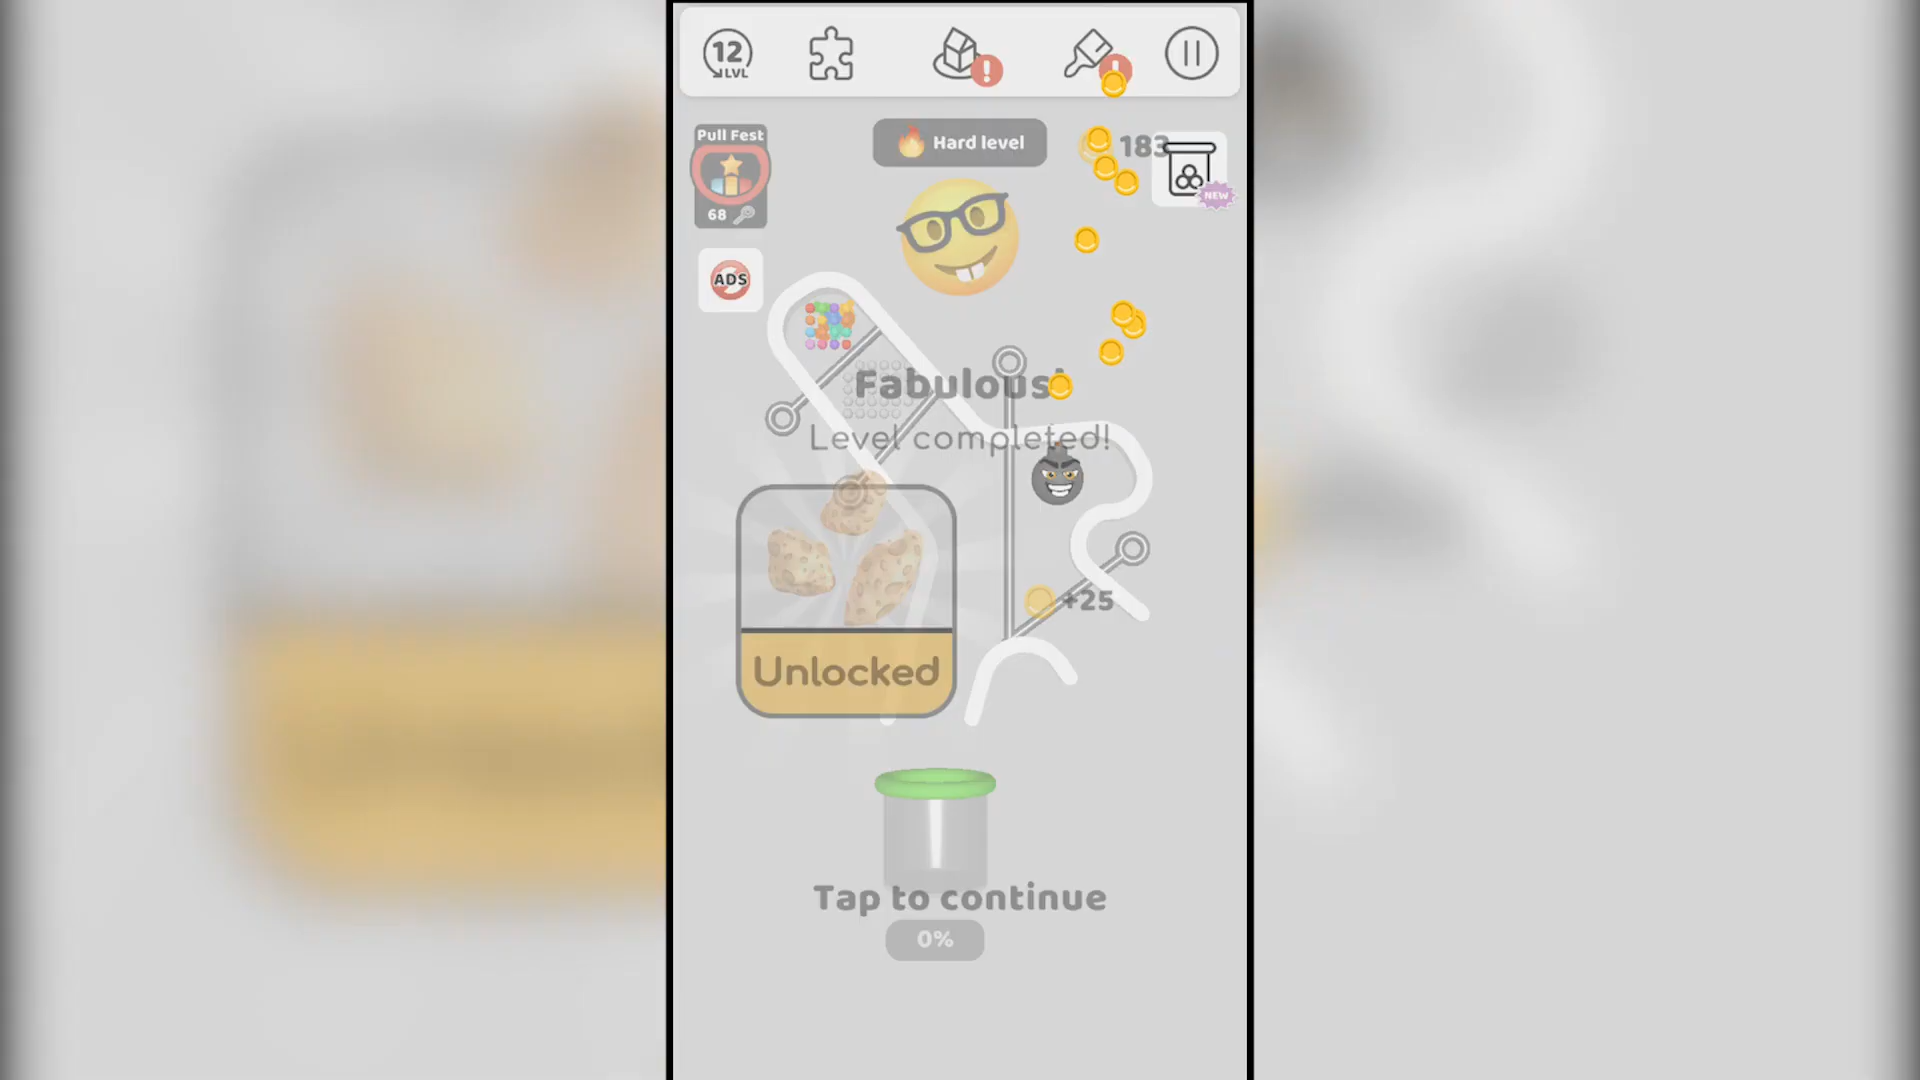 12
LVL
Pull Fest
68
ADS
Hard level
183
NEW
Fabulous!
Level completed!
+25
Unlocked
Tap to continue
0%